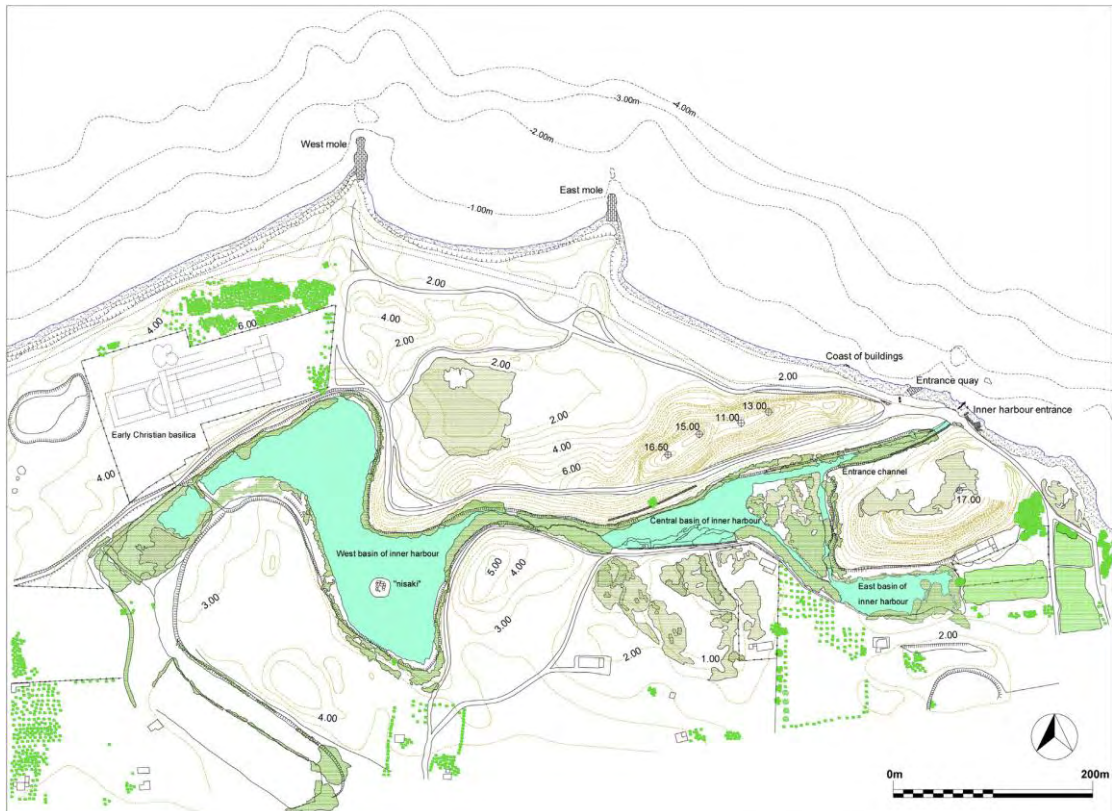 -4.00m
-3.00m
-2.00m
West mole
East mole
-1.00m
2.00
4.00
4.00
6.00
2.00
2.00
Coast of buildings
2.00
Entrance quay
2.00
13.00
Inner harbour entrance
11.00
15.00
Early Christian basilica
4.00
16.50
4.00
6.00
Entrance channel
17.00
Central basin of inner harbour
West basin of inner harbour
5.00
4.00
"nisaki"
East basin of
inner harbour
3.00
3.00
2.00
2.00
1.00
4.00
0m
200m